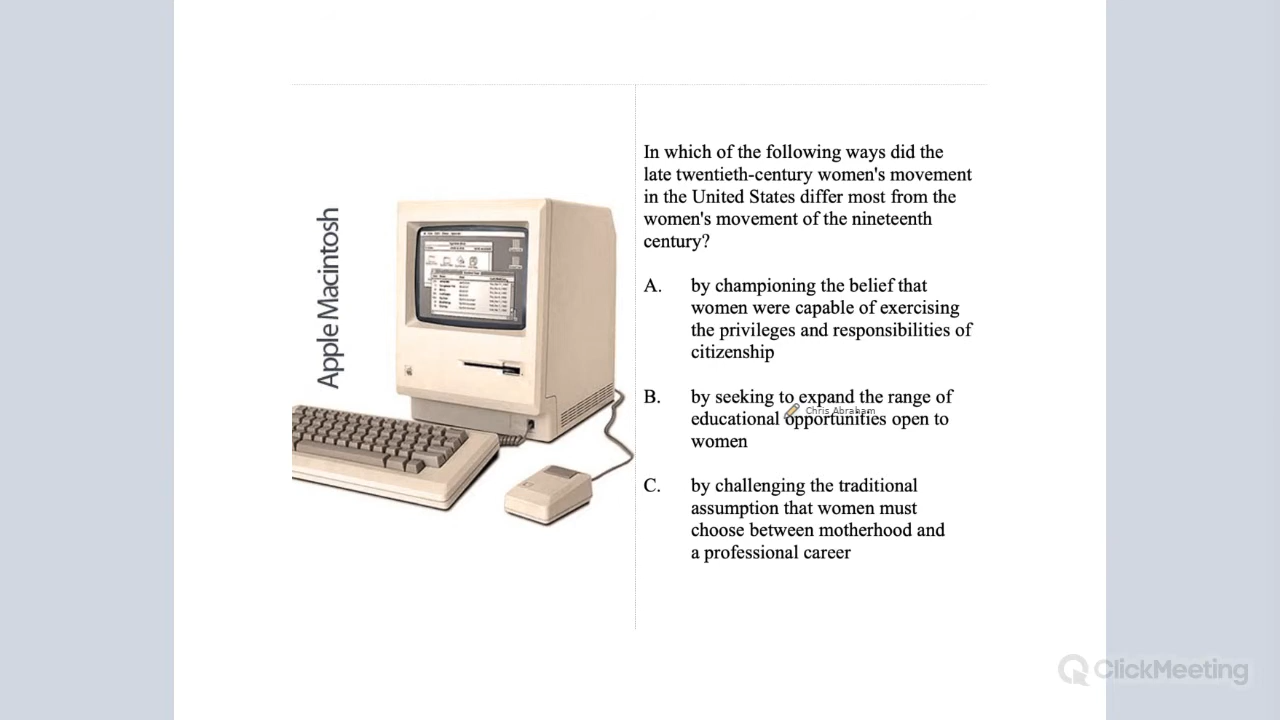 Apple Macintosh
In which of the following ways did the
late twentieth-century women's movement
in the United States differ most from the
women's movement of the nineteenth
century?
A. by championing the belief that
women were capable of exercising
the privileges and responsibilities of
citizenship
B. by seeking to expand the range of
Chris Abraham
educational opportunities open to
women
C. by challenging the traditional
assumption that women must
choose between motherhood and
a professional career
ClickMeeting